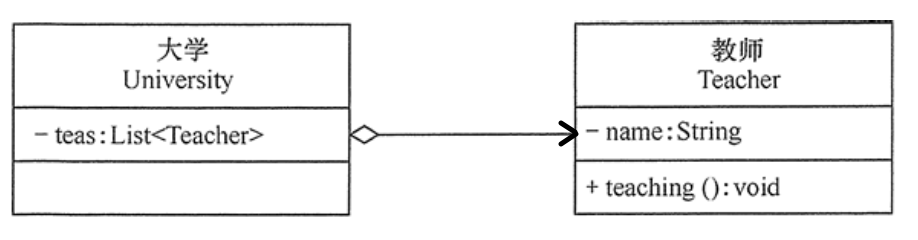 大学
University
- teas:List<Teacher>
教师
Teacher
- name:String
+ teaching ():void